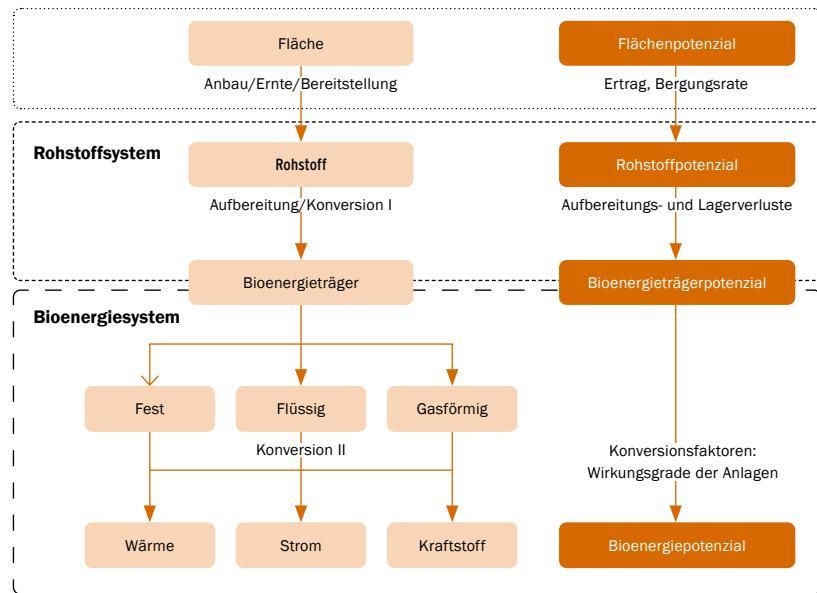 Fläche
Flächenpotenzial
Anbau/Ernte/Bereitstellung
Ertrag, Bergungsrate
Rohstoffsystem
Rohstoff
Rohstoffpotenzial
Aufbereitung/Konversion I
Aufbereitungs- und Lagerverluste
Bioenergieträger
Bioenergieträgerpotenzial
Bioenergiesystem
Fest
Flüssig
Gasförmig
Konversion II
Konversionsfaktoren:
Wirkungsgrade der Anlagen
Wärme
Strom
Kraftstoff
Bioenergiepotenzial